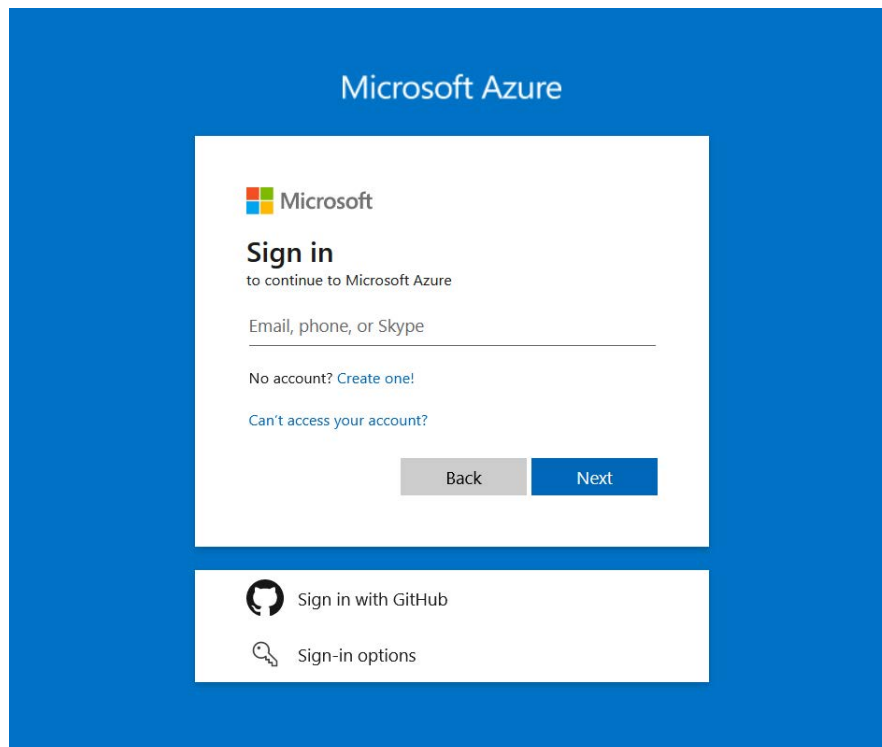 Microsoft Azure
Microsoft
Sign in
to continue to Microsoft Azure
Email, phone, or Skype
No account? Create one!
Can't access your account?
Back Next
Sign in with GitHub
Sign-in options